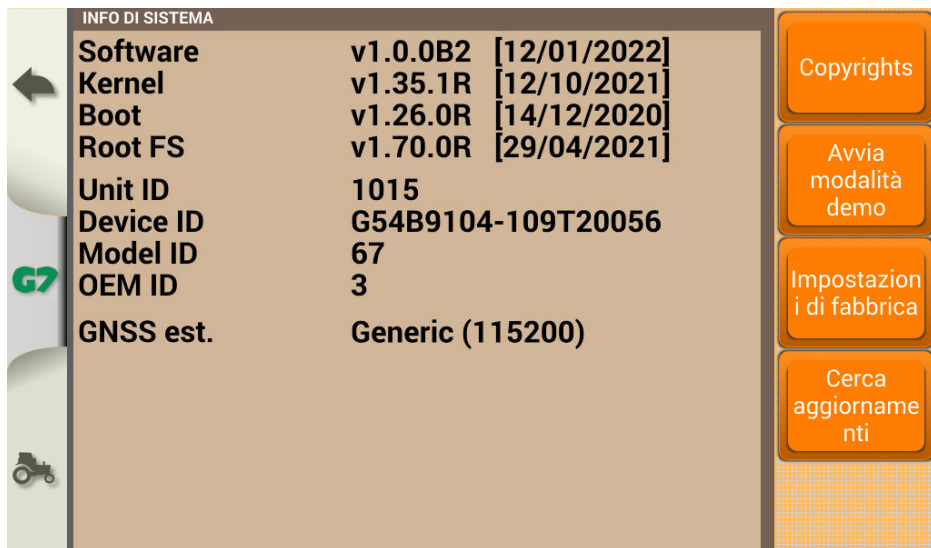 INFO DI SISTEMA
Software v1.0.0B2 [12/01/2022]
Kernel v1.35.1R [12/10/2021]
Boot v1.26.0R [14/12/2020]
Root FS v1.70.0R [29/04/2021]
Unit ID 1015
Device ID G54B9104-109T20056
Model ID 67
OEM ID 3
GNSS est. Generic (115200)
G7
Copyrights
Avvia
modalità
demo
Impostazion
i di fabbrica
Cerca
aggiorname
nti